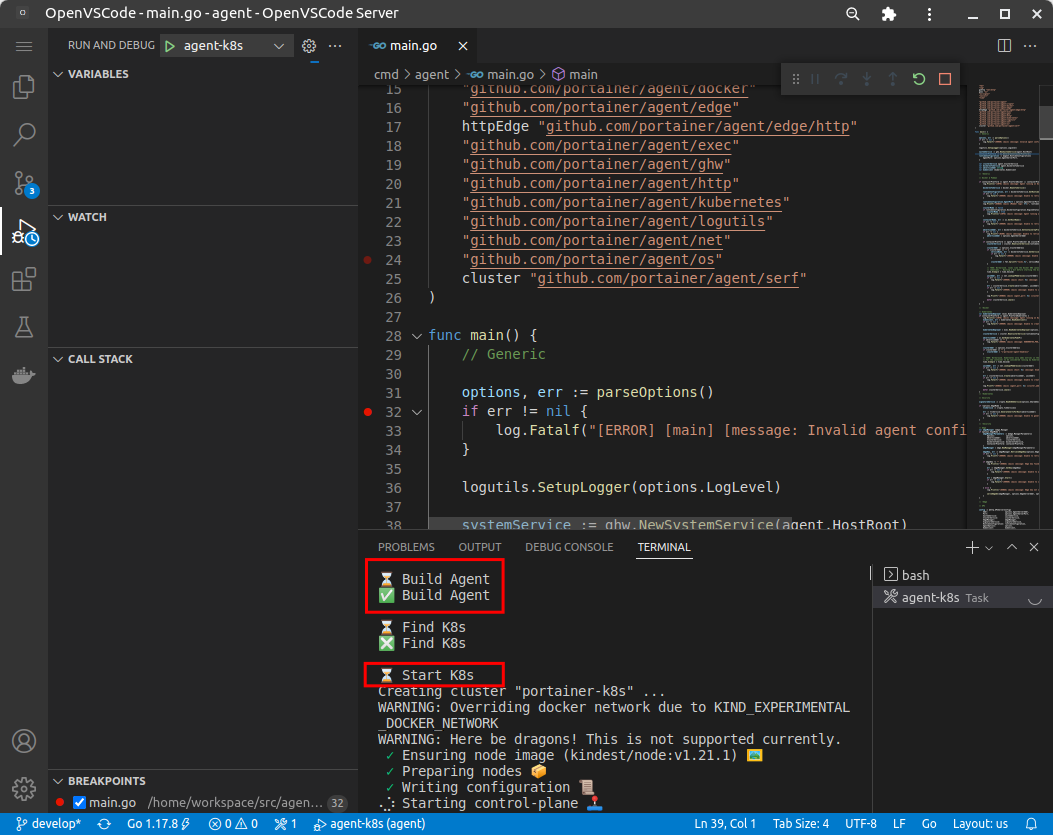 OpenVSCode - main.go - agent - OpenVSCode Server
RUN AND DEBUG
agent-k8s
VARIABLES
WATCH
CALL STACK
BREAKPOINTS
main.go /home/workspace/src/agen... 32
3
GO main.go
cmd > agent > GO main.go > main
15 "github.com/portainer/agent/docker"
16 "github.com/portainer/agent/edge"
17 httpEdge "github.com/portainer/agent/edge/http"
18 "github.com/portainer/agent/exec"
19 "github.com/portainer/agent/ghw"
20 "github.com/portainer/agent/http"
21 "github.com/portainer/agent/kubernetes"
22 "github.com/portainer/agent/logutils"
23 "github.com/portainer/agent/net"
24 "github.com/portainer/agent/os"
25 cluster "github.com/portainer/agent/serf"
26 )
27
28 func main() {
29 // Generic
30
31 options, err := parseOptions()
32 if err != nil {
33 log.Fatalf("[ERROR] [main] [message: Invalid agent confi
34 }
35
36 logutils.SetupLogger(options.LogLevel)
37
38 systemService := ghw.NewSystemService(agent.HostRoot)
PROBLEMS OUTPUT DEBUG CONSOLE TERMINAL
⏳ Build Agent
✅ Build Agent
⏳ Find K8s
❎ Find K8s
⏳ Start K8s
Creating cluster "portainer-k8s" ...
WARNING: Overriding docker network due to KIND_EXPERIMENTAL
_DOCKER_NETWORK
WARNING: Here be dragons! This is not supported currently.
✓ Ensuring node image (kindest/node:v1.21.1) 🖼
✓ Preparing nodes 📦
✓ Writing configuration 📜
Starting control-plane 🕹
bash
agent-k8s Task
develop* Go 1.17.8 0 0 1 agent-k8s (agent) Ln 39, Col 1 Tab Size: 4 UTF-8 LF Go Layout: us